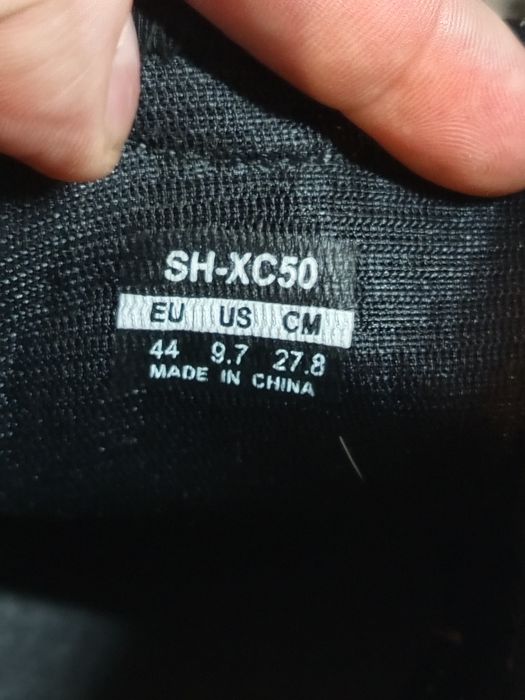 SH-XC50
EU US CM
44 9.7 27.8
MADE IN CHINA